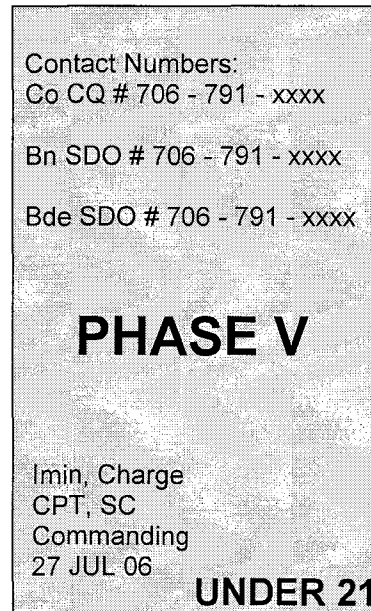 Contact Numbers:
Co CQ # 706 - 791 - xxxx
Bn SDO # 706 - 791 - xxxx
Bde SDO # 706 - 791 - xxxx
PHASE V
Imin, Charge
CPT, SC
Commanding
27 JUL 06
UNDER 21